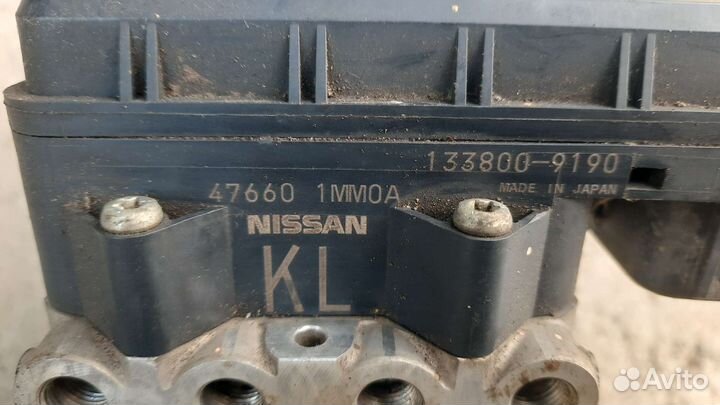 133800-9190
47660 1MM0A
MADE IN JAPAN
NISSAN
KL
Avito